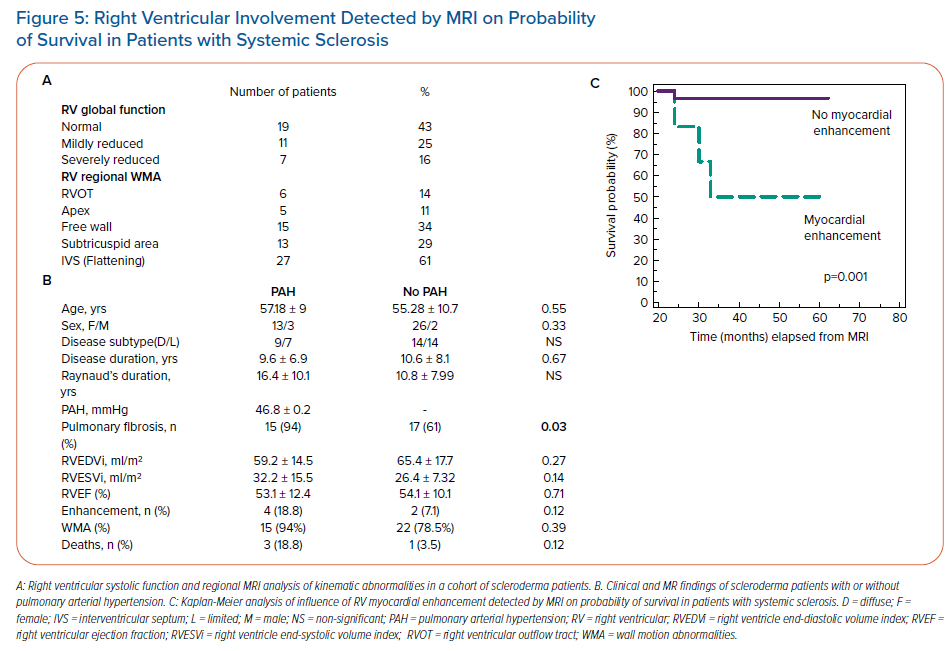 Figure 5: Right Ventricular Involvement Detected by MRI on Probability
of Survival in Patients with Systemic Sclerosis
A
Number of patients %
RV global function
Normal 19 43
Mildly reduced 11 25
Severely reduced 7 16
RV regional WMA
RVOT 6 14
Apex 5 11
Free wall 15 34
Subtricuspid area 13 29
IVS (Flattening) 27 61
B
PAH No PAH
Age, yrs 57.18 ± 9 55.28 ± 10.7 0.55
Sex, F/M 13/3 26/2 0.33
Disease subtype(D/L) 9/7 14/14 NS
Disease duration, yrs 9.6 ± 6.9 10.6 ± 8.1 0.67
Raynaud's duration, 16.4 ± 10.1 10.8 ± 7.99 NS
yrs
PAH, mmHg 46.8 ± 0.2 -
Pulmonary fibrosis, n 15 (94) 17 (61) 0.03
(%)
RVEDVi, ml/m² 59.2 ± 14.5 65.4 ± 17.7 0.27
RVESVi, ml/m² 32.2 ± 15.5 26.4 ± 7.32 0.14
RVEF (%) 53.1 ± 12.4 54.1 ± 10.1 0.71
Enhancement, n (%) 4 (18.8) 2 (7.1) 0.12
WMA (%) 15 (94%) 22 (78.5%) 0.39
Deaths, n (%) 3 (18.8) 1 (3.5) 0.12
C
Survival probability (%)
100
90
80
70
60
50
40
30
20
10
0
No myocardial
enhancement
Myocardial
enhancement
p=0.001
20 30 40 50 60 70 80
Time (months) elapsed from MRI
A: Right ventricular systolic function and regional MRI analysis of kinematic abnormalities in a cohort of scleroderma patients. B. Clinical and MR findings of scleroderma patients with or without
pulmonary arterial hypertension. C: Kaplan-Meier analysis of influence of RV myocardial enhancement detected by MRI on probability of survival in patients with systemic sclerosis. D = diffuse; F =
female; IVS = interventricular septum; L = limited; M = male; NS = non-significant; PAH = pulmonary arterial hypertension; RV = right ventricular; RVEDVi = right ventricle end-diastolic volume index; RVEF =
right ventricular ejection fraction; RVESVi = right ventricle end-systolic volume index; RVOT = right ventricular outflow tract; WMA = wall motion abnormalities.